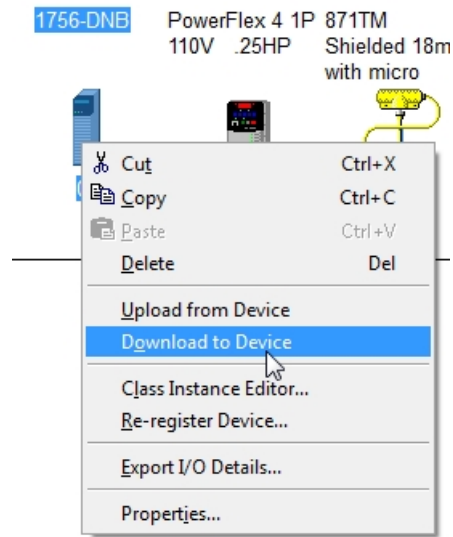 1756-DNB
PowerFlex 4 1P
110V .25HP
871TM
Shielded 18m
with micro
Cut Ctrl+X
Copy Ctrl+C
Paste Ctrl+V
Delete Del
Upload from Device
Download to Device
Class Instance Editor...
Re-register Device...
Export I/O Details...
Properties...